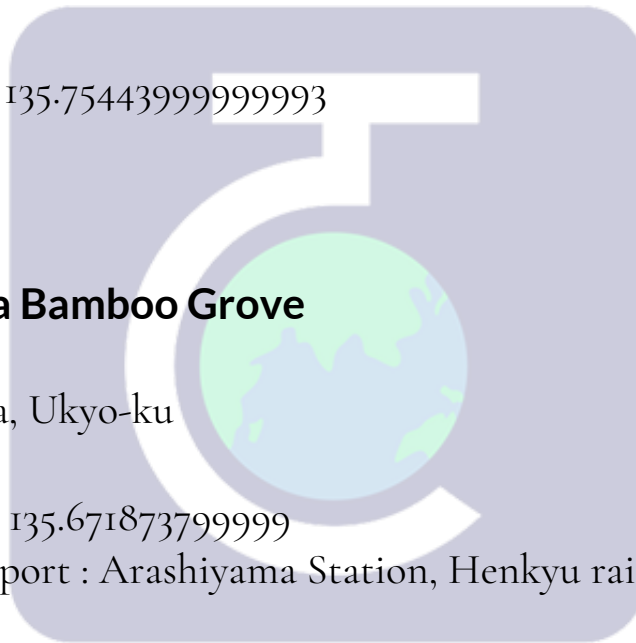 135.75443999999993
a Bamboo Grove
a, Ukyo-ku
135.671873799999
port : Arashiyama Station, Henkyu rai